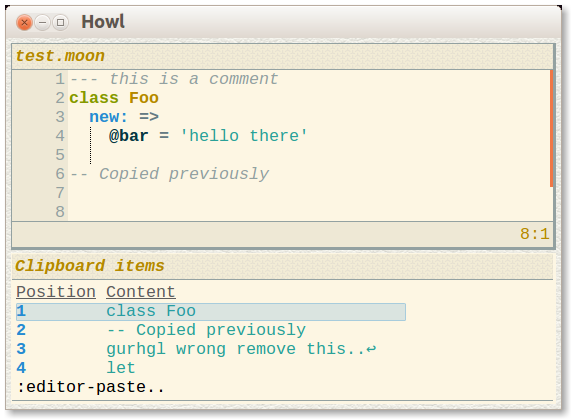 Howl
test.moon
1 --- this is a comment
2 class Foo
3   new: =>
4     @bar = 'hello there'
5
6 -- Copied previously
7
8
8:1
Clipboard items
Position Content
1 class Foo
2 -- Copied previously
3 gurhgl wrong remove this..↩
4 let
:editor-paste..